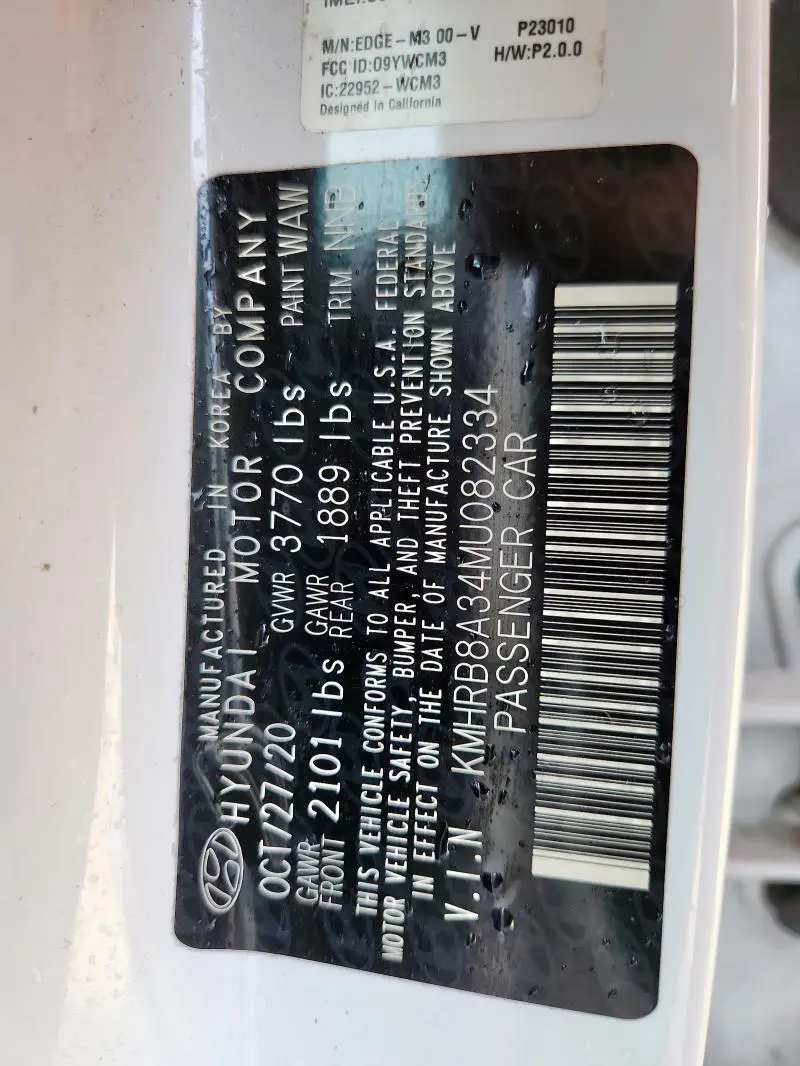 M/N:EDGE-M3 00-V P23010
FCC ID:O9YWCM3 H/W:P2.0.0
IC:22952-WCM3
Designed in California
MANUFACTURED IN KOREA BY
HYUNDAI MOTOR COMPANY
OCT/27/20 GVWR 3770 lbs PAINT WAW
GAWR FRONT 2101 lbs GAWR REAR 1889 lbs TRIM NNB
THIS VEHICLE CONFORMS TO ALL APPLICABLE U.S.A. FEDERAL
MOTOR VEHICLE SAFETY, BUMPER, AND THEFT PREVENTION STANDARDS
IN EFFECT ON THE DATE OF MANUFACTURE SHOWN ABOVE
V.I.N KMHRB8A34MU082334
PASSENGER CAR